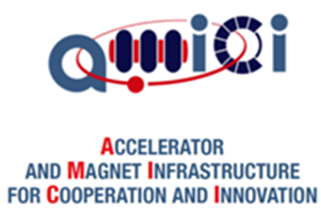 amici
ACCELERATOR
AND MAGNET INFRASTRUCTURE
FOR COOPERATION AND INNOVATION